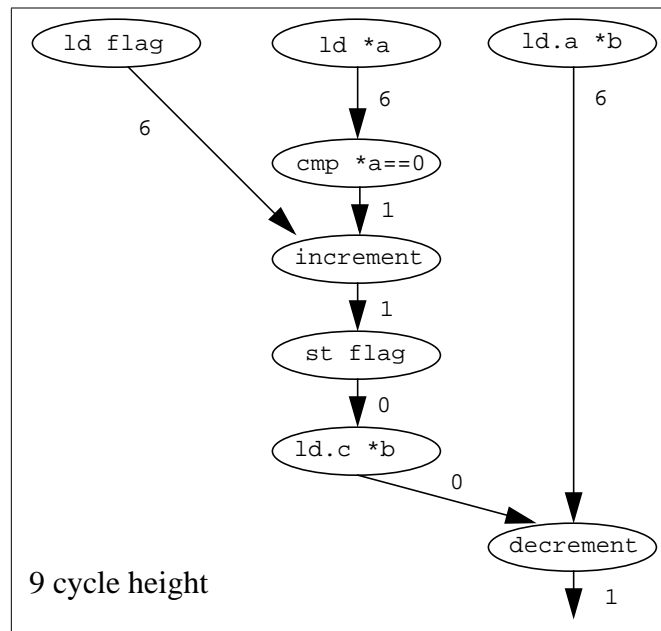 ld flag
ld *a
ld.a *b
6
6
6
cmp *a==0
1
increment
1
st flag
0
ld.c *b
0
decrement
9 cycle height
1